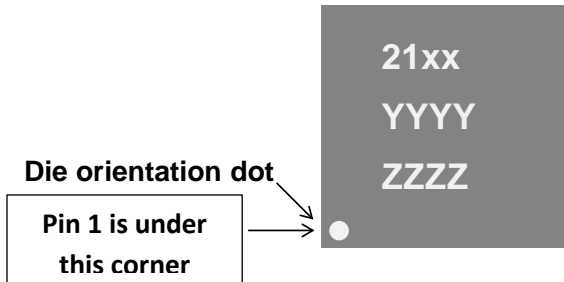 21xx
YYYY
ZZZZ
Die orientation dot
Pin 1 is under
this corner